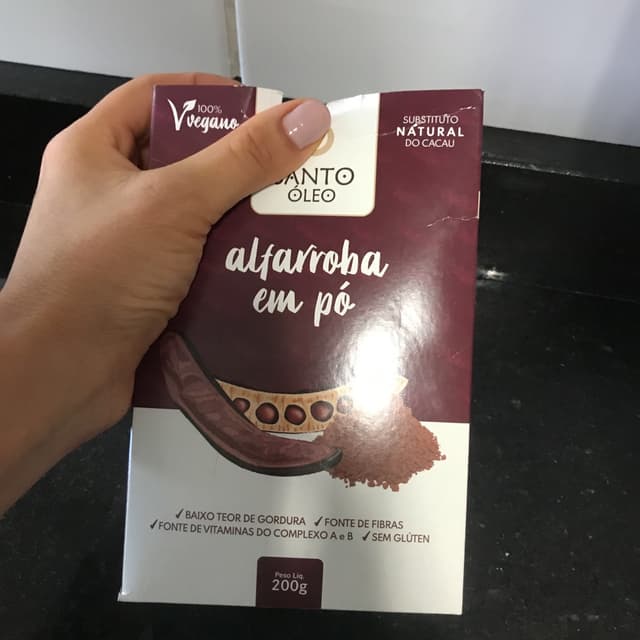 100%
Vegano
SUBSTITUTO
NATURAL
DO CACAU
SANTO
ÓLEO
alfarroba
em pó
✓BAIXO TEOR DE GORDURA ✓FONTE DE FIBRAS
✓FONTE DE VITAMINAS DO COMPLEXO A e B ✓SEM GLÚTEN
Peso Líq.
200g